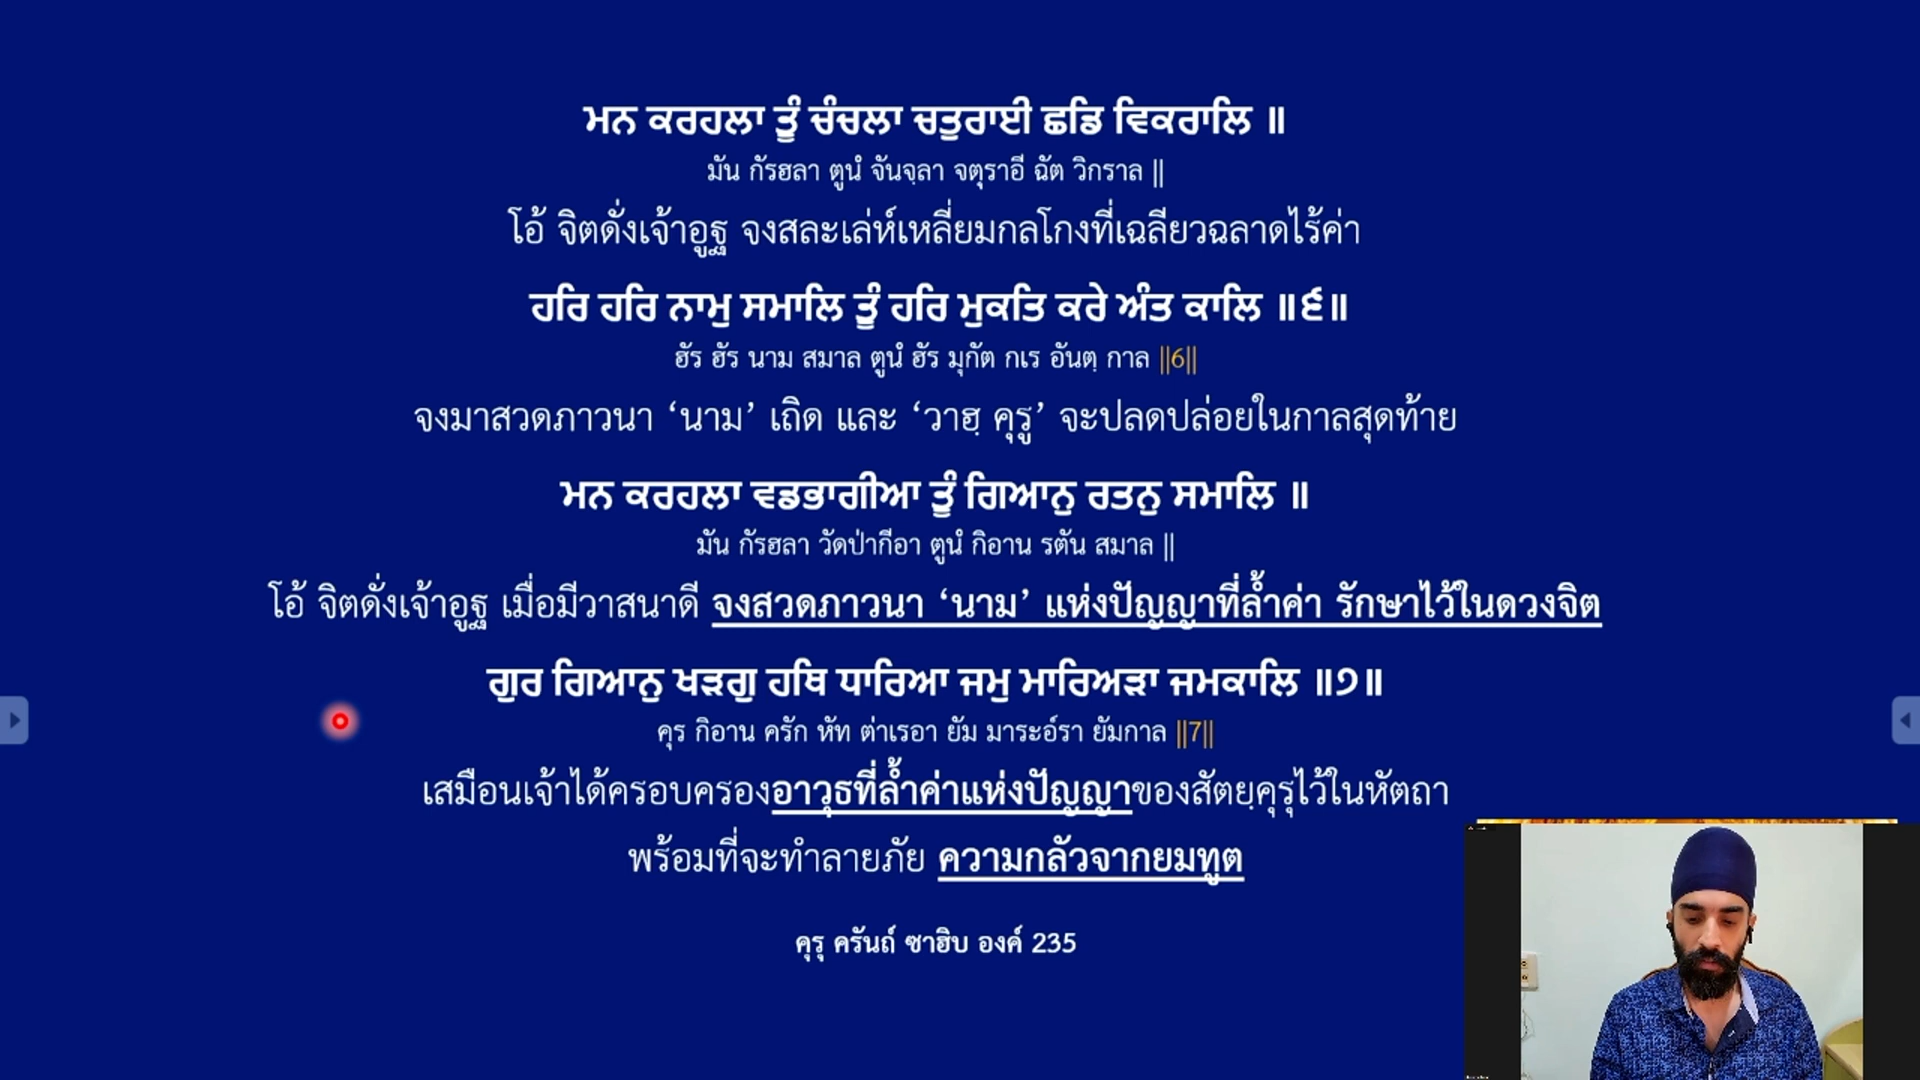 ਮਨ ਕਰਹਲਾ ਤੂੰ ਚੰਚਲਾ ਚਤੁਰਾਈ ਛਡਿ ਵਿਕਰਾਲਿ ॥
มัน กัรฮลา ตูนํ จันจฺลา จตุราอี ฉัต วิกราล ||
โอ้ จิตดั่งเจ้าอูฐ จงสละเล่ห์เหลี่ยมกลโกงที่เฉลียวฉลาดไร้ค่า
ਹਰਿ ਹਰਿ ਨਾਮੁ ਸਮਾਲਿ ਤੂੰ ਹਰਿ ਮੁਕਤਿ ਕਰੇ ਅੰਤ ਕਾਲਿ ॥੬॥
ฮัร ฮัร นาม สมาล ตูนํ ฮัร มุกัต กเร อันตฺ กาล ||6||
จงมาสวดภาวนา ‘นาม’ เถิด และ ‘วาฮฺ คุรู’ จะปลดปล่อยในกาลสุดท้าย
ਮਨ ਕਰਹਲਾ ਵਡਭਾਗੀਆ ਤੂੰ ਗਿਆਨੁ ਰਤਨੁ ਸਮਾਲਿ ॥
มัน กัรฮลา วัดป่ากีอา ตูนํ กิอาน รตัน สมาล ||
โอ้ จิตดั่งเจ้าอูฐ เมื่อมีวาสนาดี จงสวดภาวนา ‘นาม’ แห่งปัญญาที่ล้ำค่า รักษาไว้ในดวงจิต
ਗੁਰ ਗਿਆਨੁ ਖੜਗੁ ਹਥਿ ਧਾਰਿਆ ਜਮੁ ਮਾਰਿਅੜਾ ਜਮਕਾਲਿ ॥੭॥
คุร กิอาน ครัก หัท ต่าเรอา ยัม มาระอ์รา ยัมกาล ||7||
เสมือนเจ้าได้ครอบครองอาวุธที่ล้ำค่าแห่งปัญญาของสัตยฺคุรุไว้ในหัตถา
พร้อมที่จะทำลายภัย ความกลัวจากยมทูต
คุรุ ครันถ์ ซาฮิบ องค์ 235